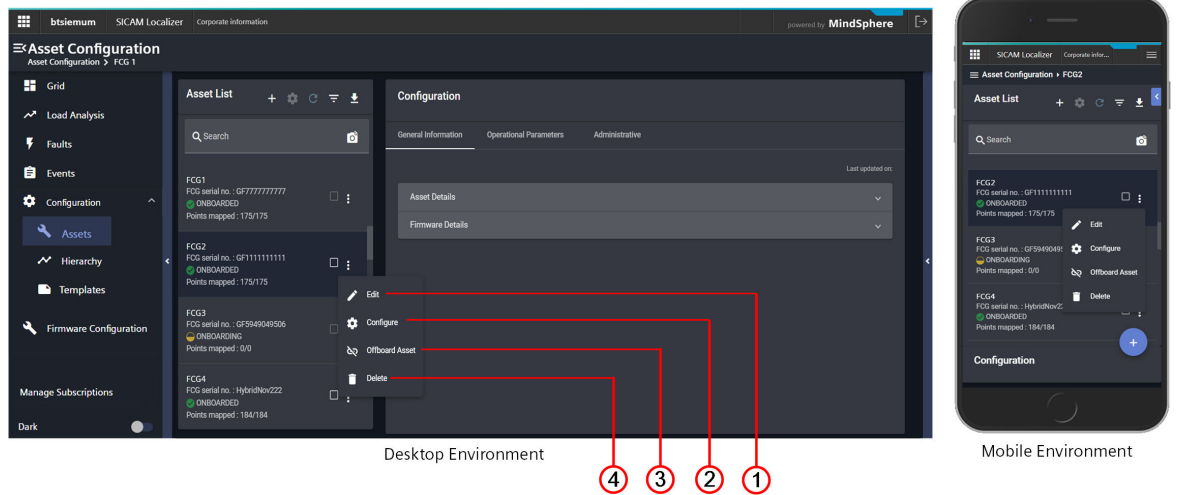 btsiemum SICAM Localizer Corporate information powered by MindSphere
Asset Configuration
Asset Configuration FCG 1
Grid
Load Analysis
Faults
Events
Configuration
Assets
Hierarchy
Templates
Firmware Configuration
Manage Subscriptions
Dark
Asset List
Search
FCG1
FCG serial no. : GF7777777777
ONBOARDED
Points mapped : 175/175
FCG2
FCG serial no. : GF1111111111
ONBOARDED
Points mapped : 175/175
FCG3
FCG serial no. : GF5949049506
ONBOARDING
Points mapped : 0/0
FCG4
FCG serial no. : HybridNov222
ONBOARDED
Points mapped : 184/184
Edit
Configure
Offboard Asset
Delete
Configuration
General Information Operational Parameters Administrative
Last updated on:
Asset Details
Firmware Details
Desktop Environment
4 3 2 1
SICAM Localizer Corporate infor...
Asset Configuration FCG2
Asset List
Search
FCG2
FCG serial no. : GF1111111111
ONBOARDED
Points mapped : 175/175
FCG3
FCG serial no. : GF5949049
ONBOARDING
Points mapped : 0/0
FCG4
FCG serial no. : HybridNov2
ONBOARDED
Points mapped : 184/184
Edit
Configure
Offboard Asset
Delete
Configuration
Mobile Environment